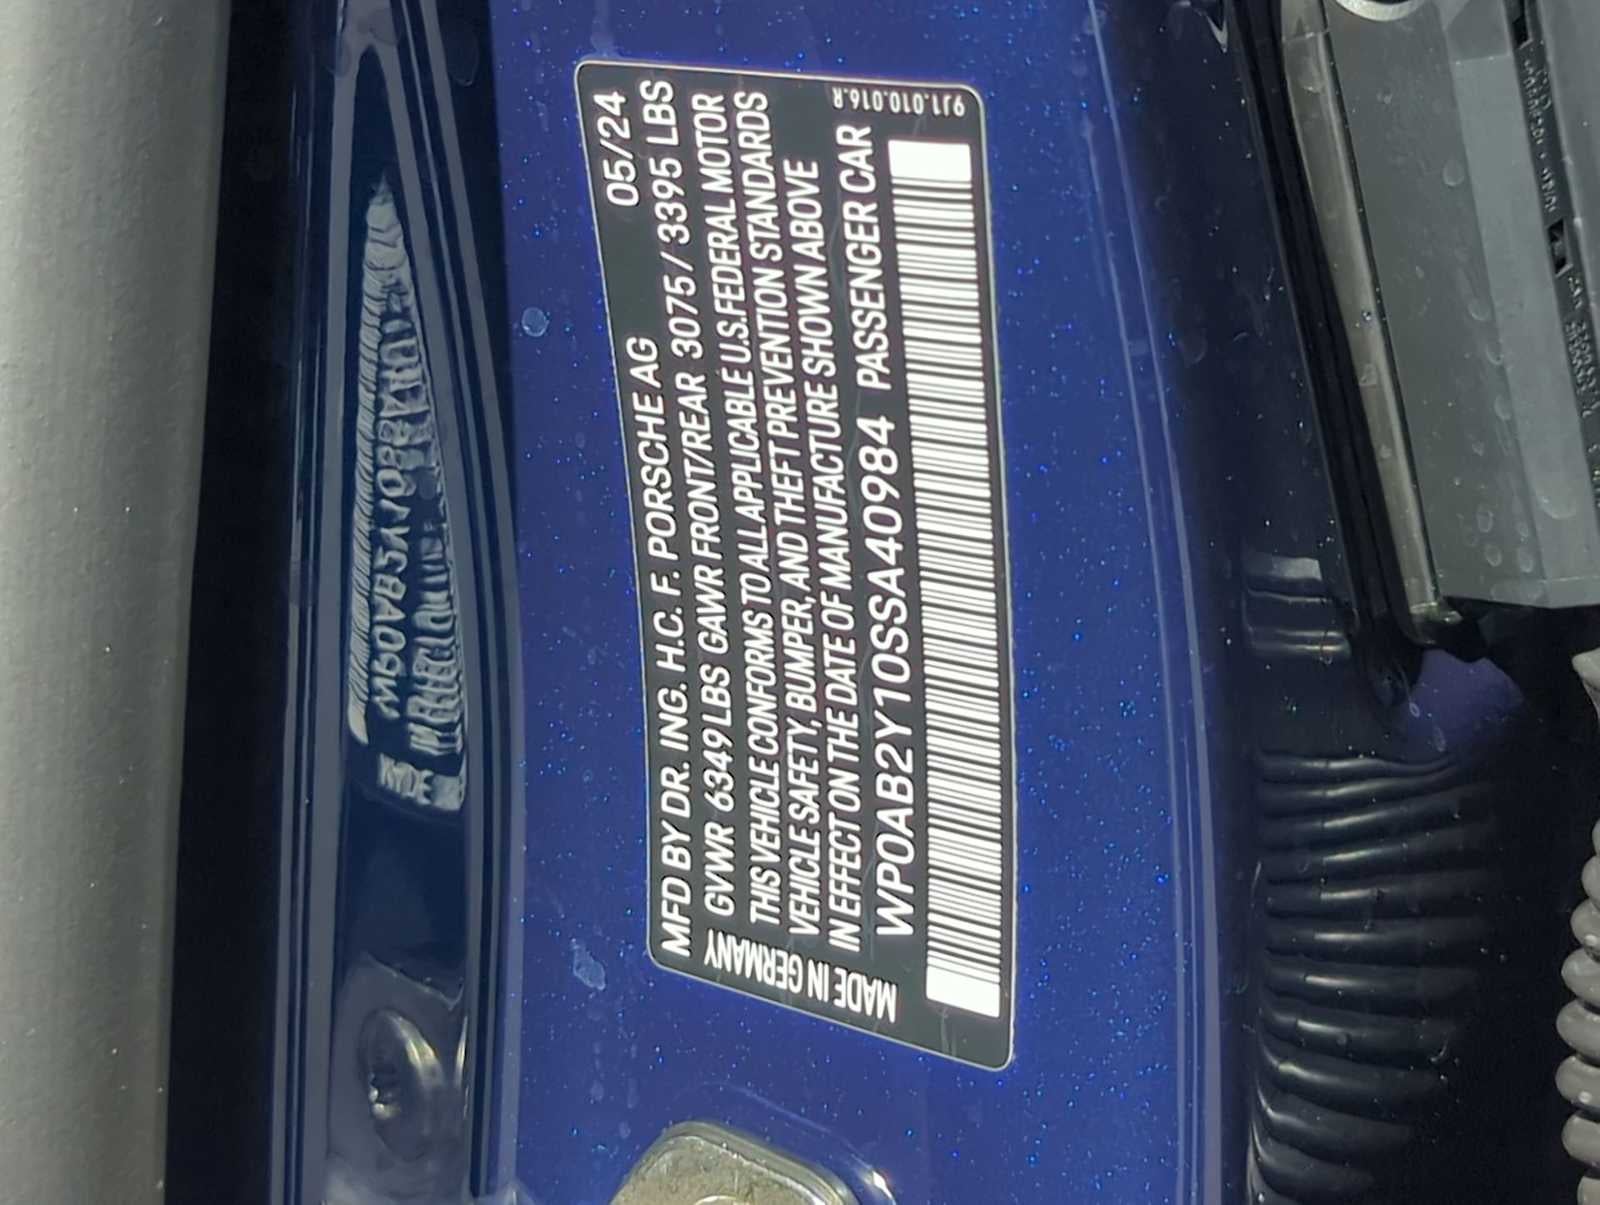 MFD BY DR. ING. H.C. F. PORSCHE AG 05/24
GVWR 6349 LBS GAWR FRONT/REAR 3075 / 3395 LBS
THIS VEHICLE CONFORMS TO ALL APPLICABLE U.S. FEDERAL MOTOR
VEHICLE SAFETY, BUMPER, AND THEFT PREVENTION STANDARDS
IN EFFECT ON THE DATE OF MANUFACTURE SHOWN ABOVE
WP0AB2Y10SSA40984 PASSENGER CAR
MADE IN GERMANY
9J1.010.016.R